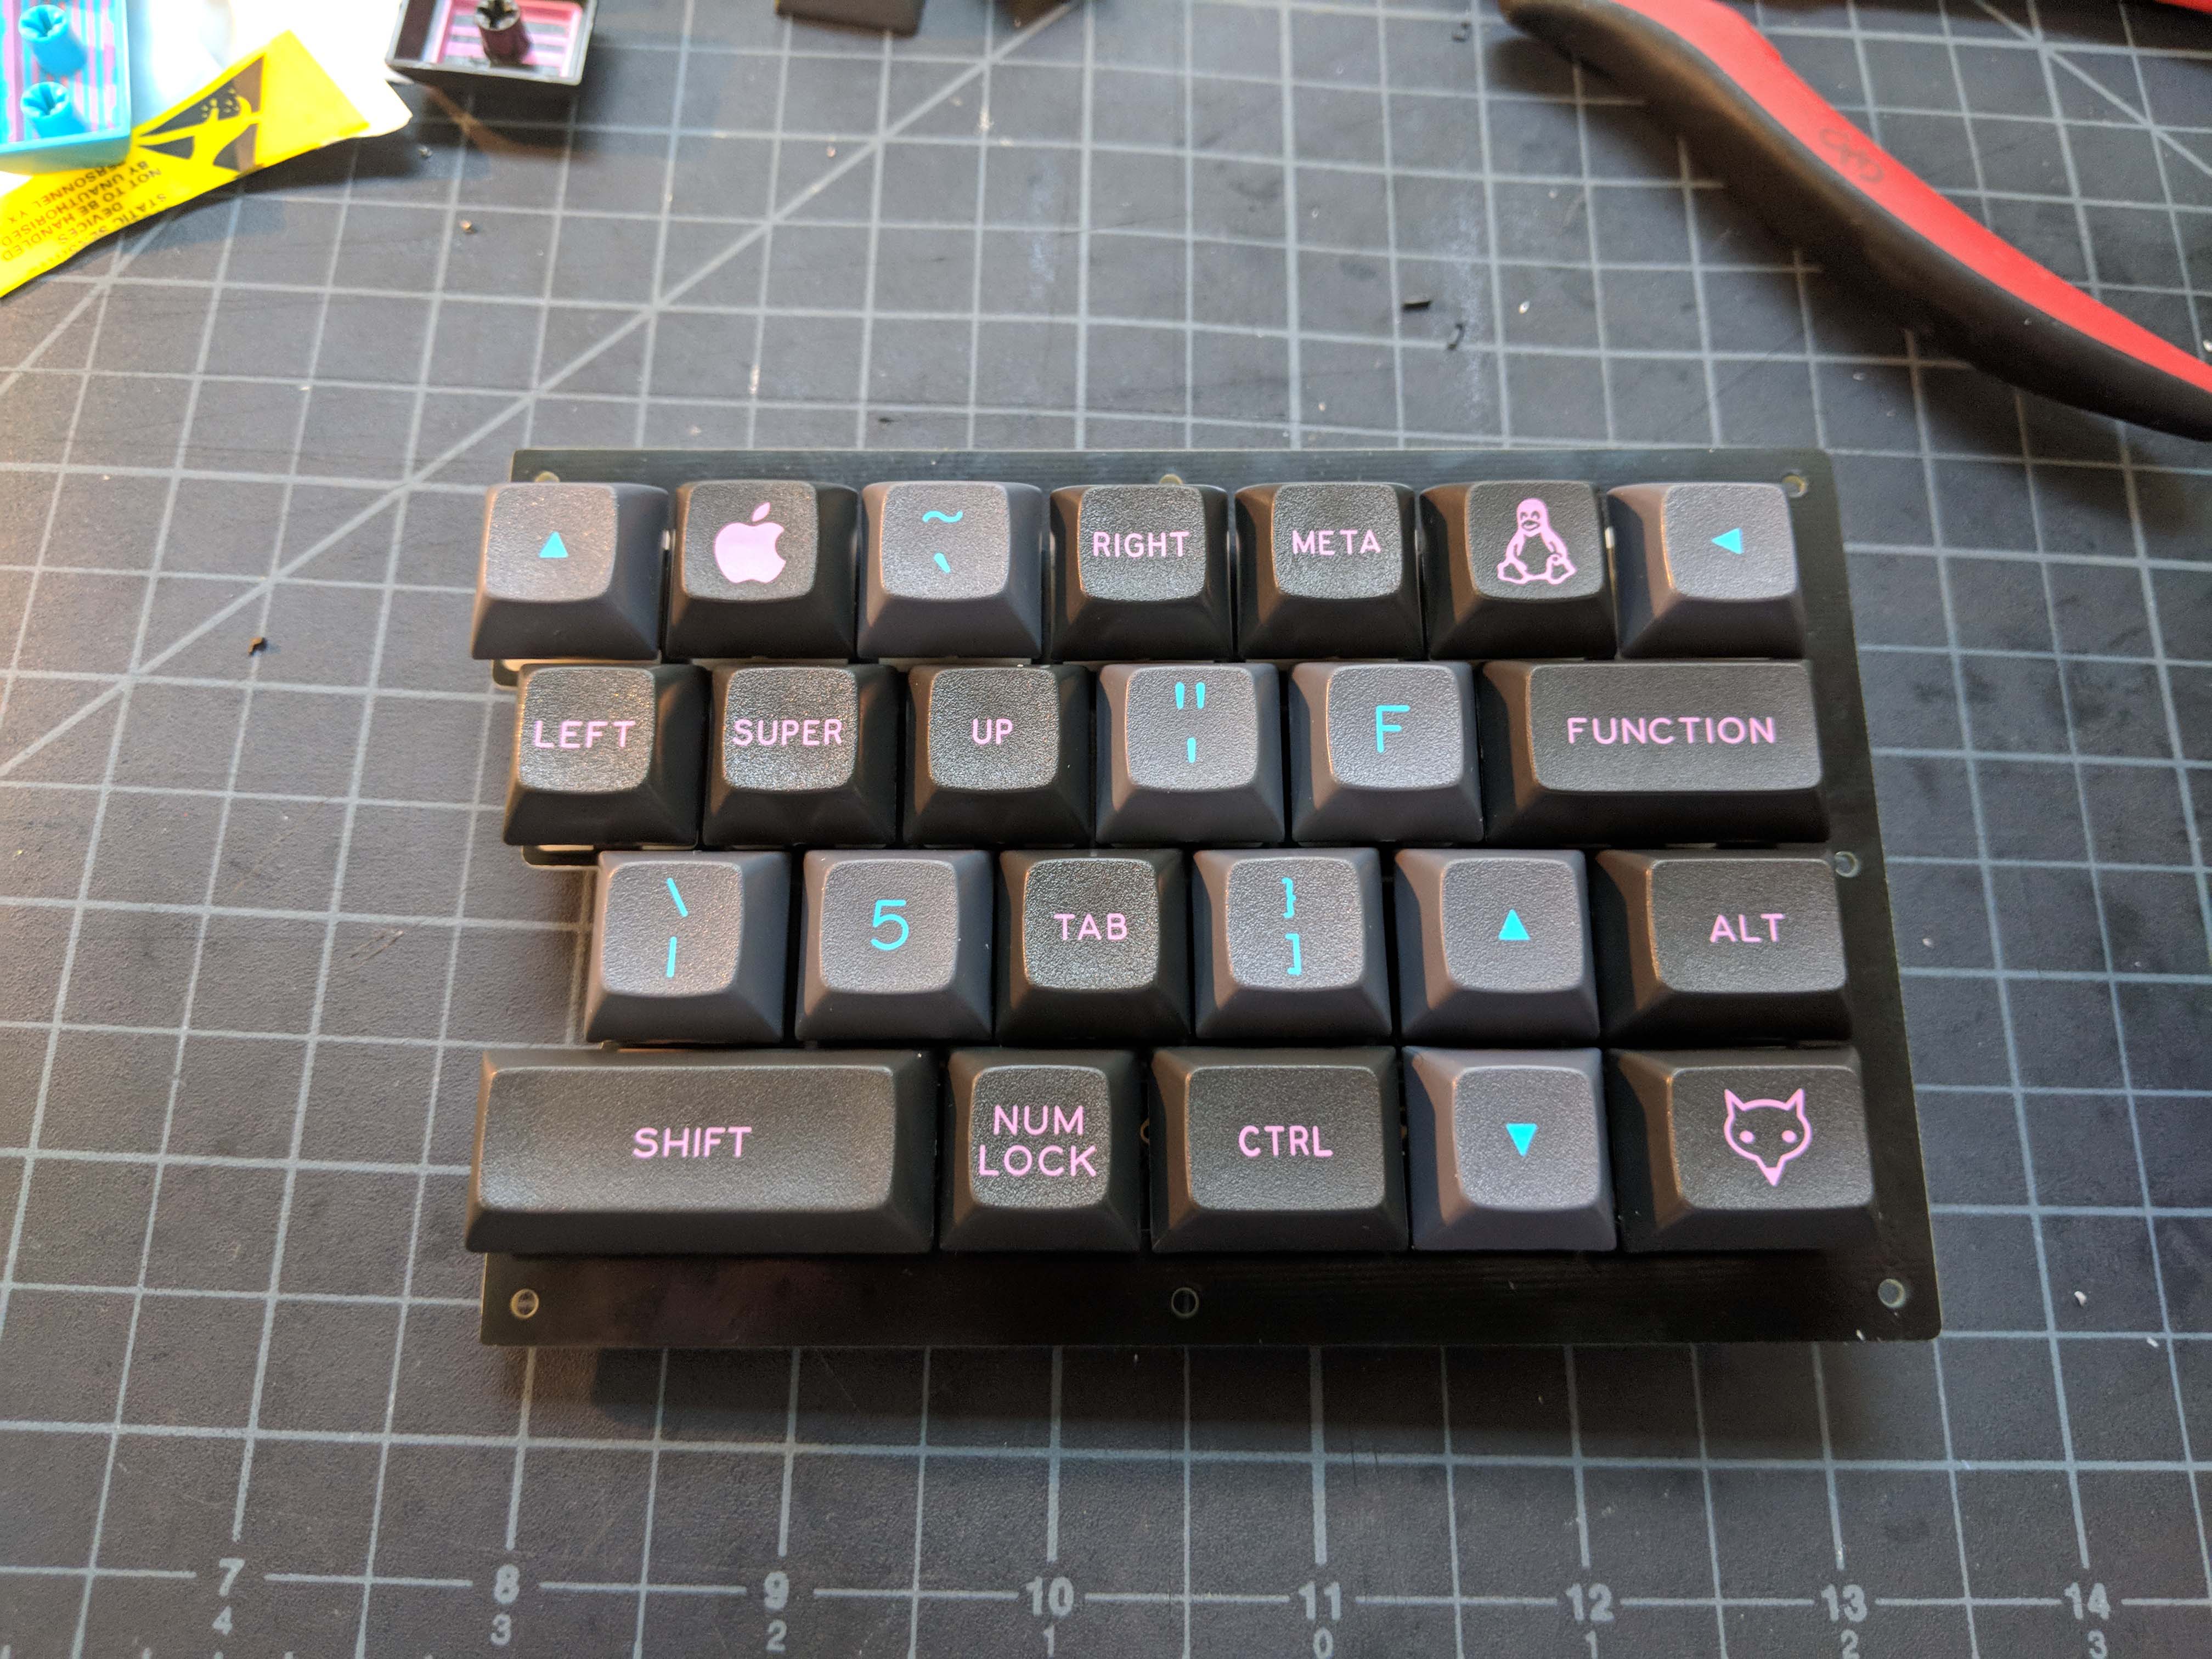 STATIC SE
DEVICES
NOT TO BE HANDLED
BY UNAUTHORISED
PERSONNEL YX
~
`
RIGHT
META
LEFT
SUPER
UP
"
'
F
FUNCTION
\
|
5
TAB
}
]
ALT
SHIFT
NUM
LOCK
CTRL
7 8 9 10 11 12 13 14
4 3 2 1 0 1 2 3